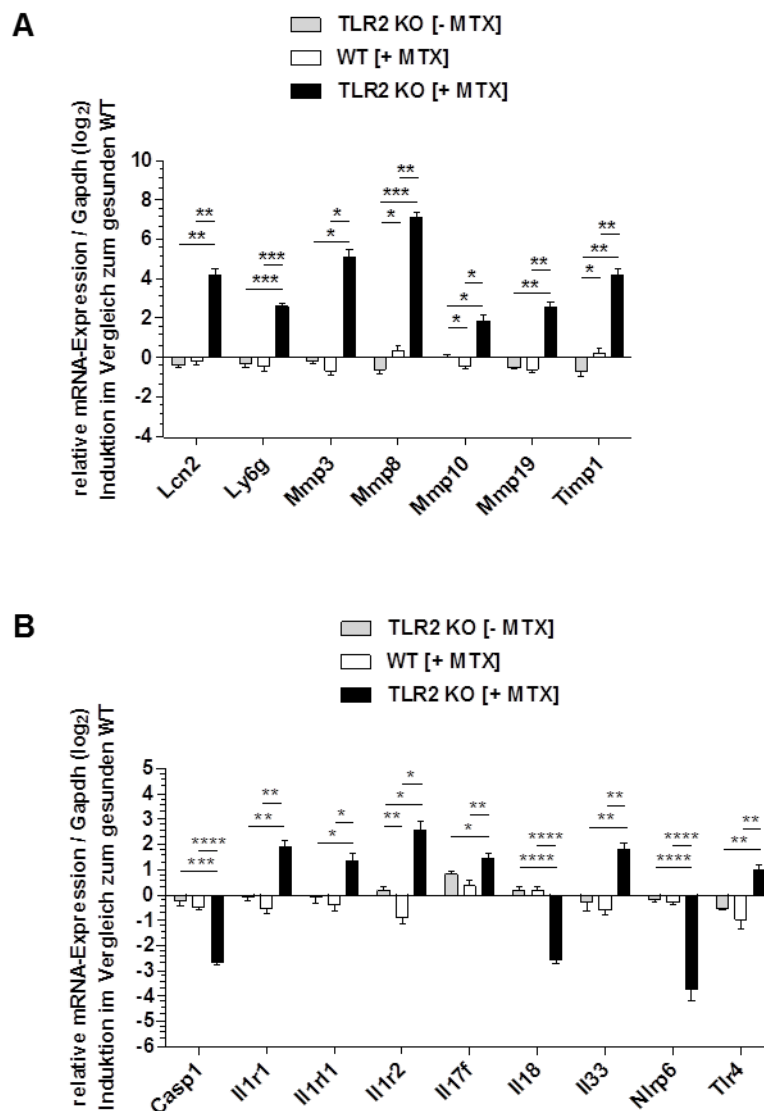 A
TLR2 KO [- MTX]
WT [+ MTX]
TLR2 KO [+ MTX]
relative mRNA-Expression / Gapdh (log2)
Induktion im Vergleich zum gesunden WT
10
8
6
4
2
0
-2
-4
** **
*** ***
* *
*** ** *
* * *
** **
** ** *
Lcn2 Ly6g Mmp3 Mmp8 Mmp10 Mmp19 Timp1
B
TLR2 KO [- MTX]
WT [+ MTX]
TLR2 KO [+ MTX]
relative mRNA-Expression / Gapdh (log2)
Induktion im Vergleich zum gesunden WT
5
4
3
2
1
0
-1
-2
-3
-4
-5
-6
**** ***
** **
* *
* * **
** *
**** ****
** **
**** ****
** **
Casp1 Il1r1 Il1rl1 Il1r2 Il17f Il18 Il33 Nlrp6 Tlr4